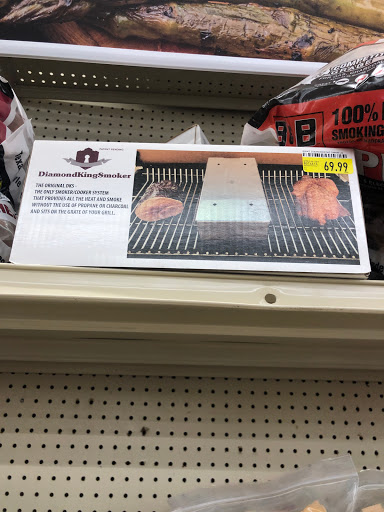 100%
SMOKING
B&B
69.99
DiamondKingSmoker
THE ORIGINAL DKS
THE ONLY SMOKER/COOKER SYSTEM
THAT PROVIDES ALL THE HEAT AND SMOKE
WITHOUT THE USE OF PROPANE OR CHARCOAL
AND SITS ON THE GRATE OF YOUR GRILL.